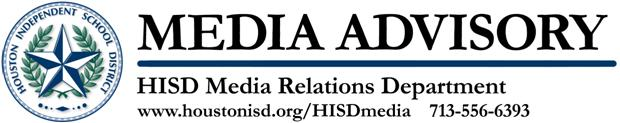 HOUSTON INDEPENDENT SCHOOL DISTRICT
MEDIA ADVISORY
HISD Media Relations Department
www.houstonisd.org/HISDmedia 713-556-6393